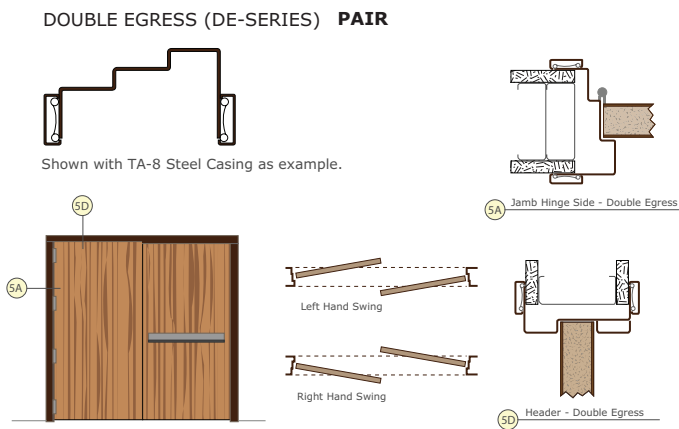 DOUBLE EGRESS (DE-SERIES) PAIR
Shown with TA-8 Steel Casing as example.
5A Jamb Hinge Side - Double Egress
5D
5A
Left Hand Swing
Right Hand Swing
5D Header - Double Egress